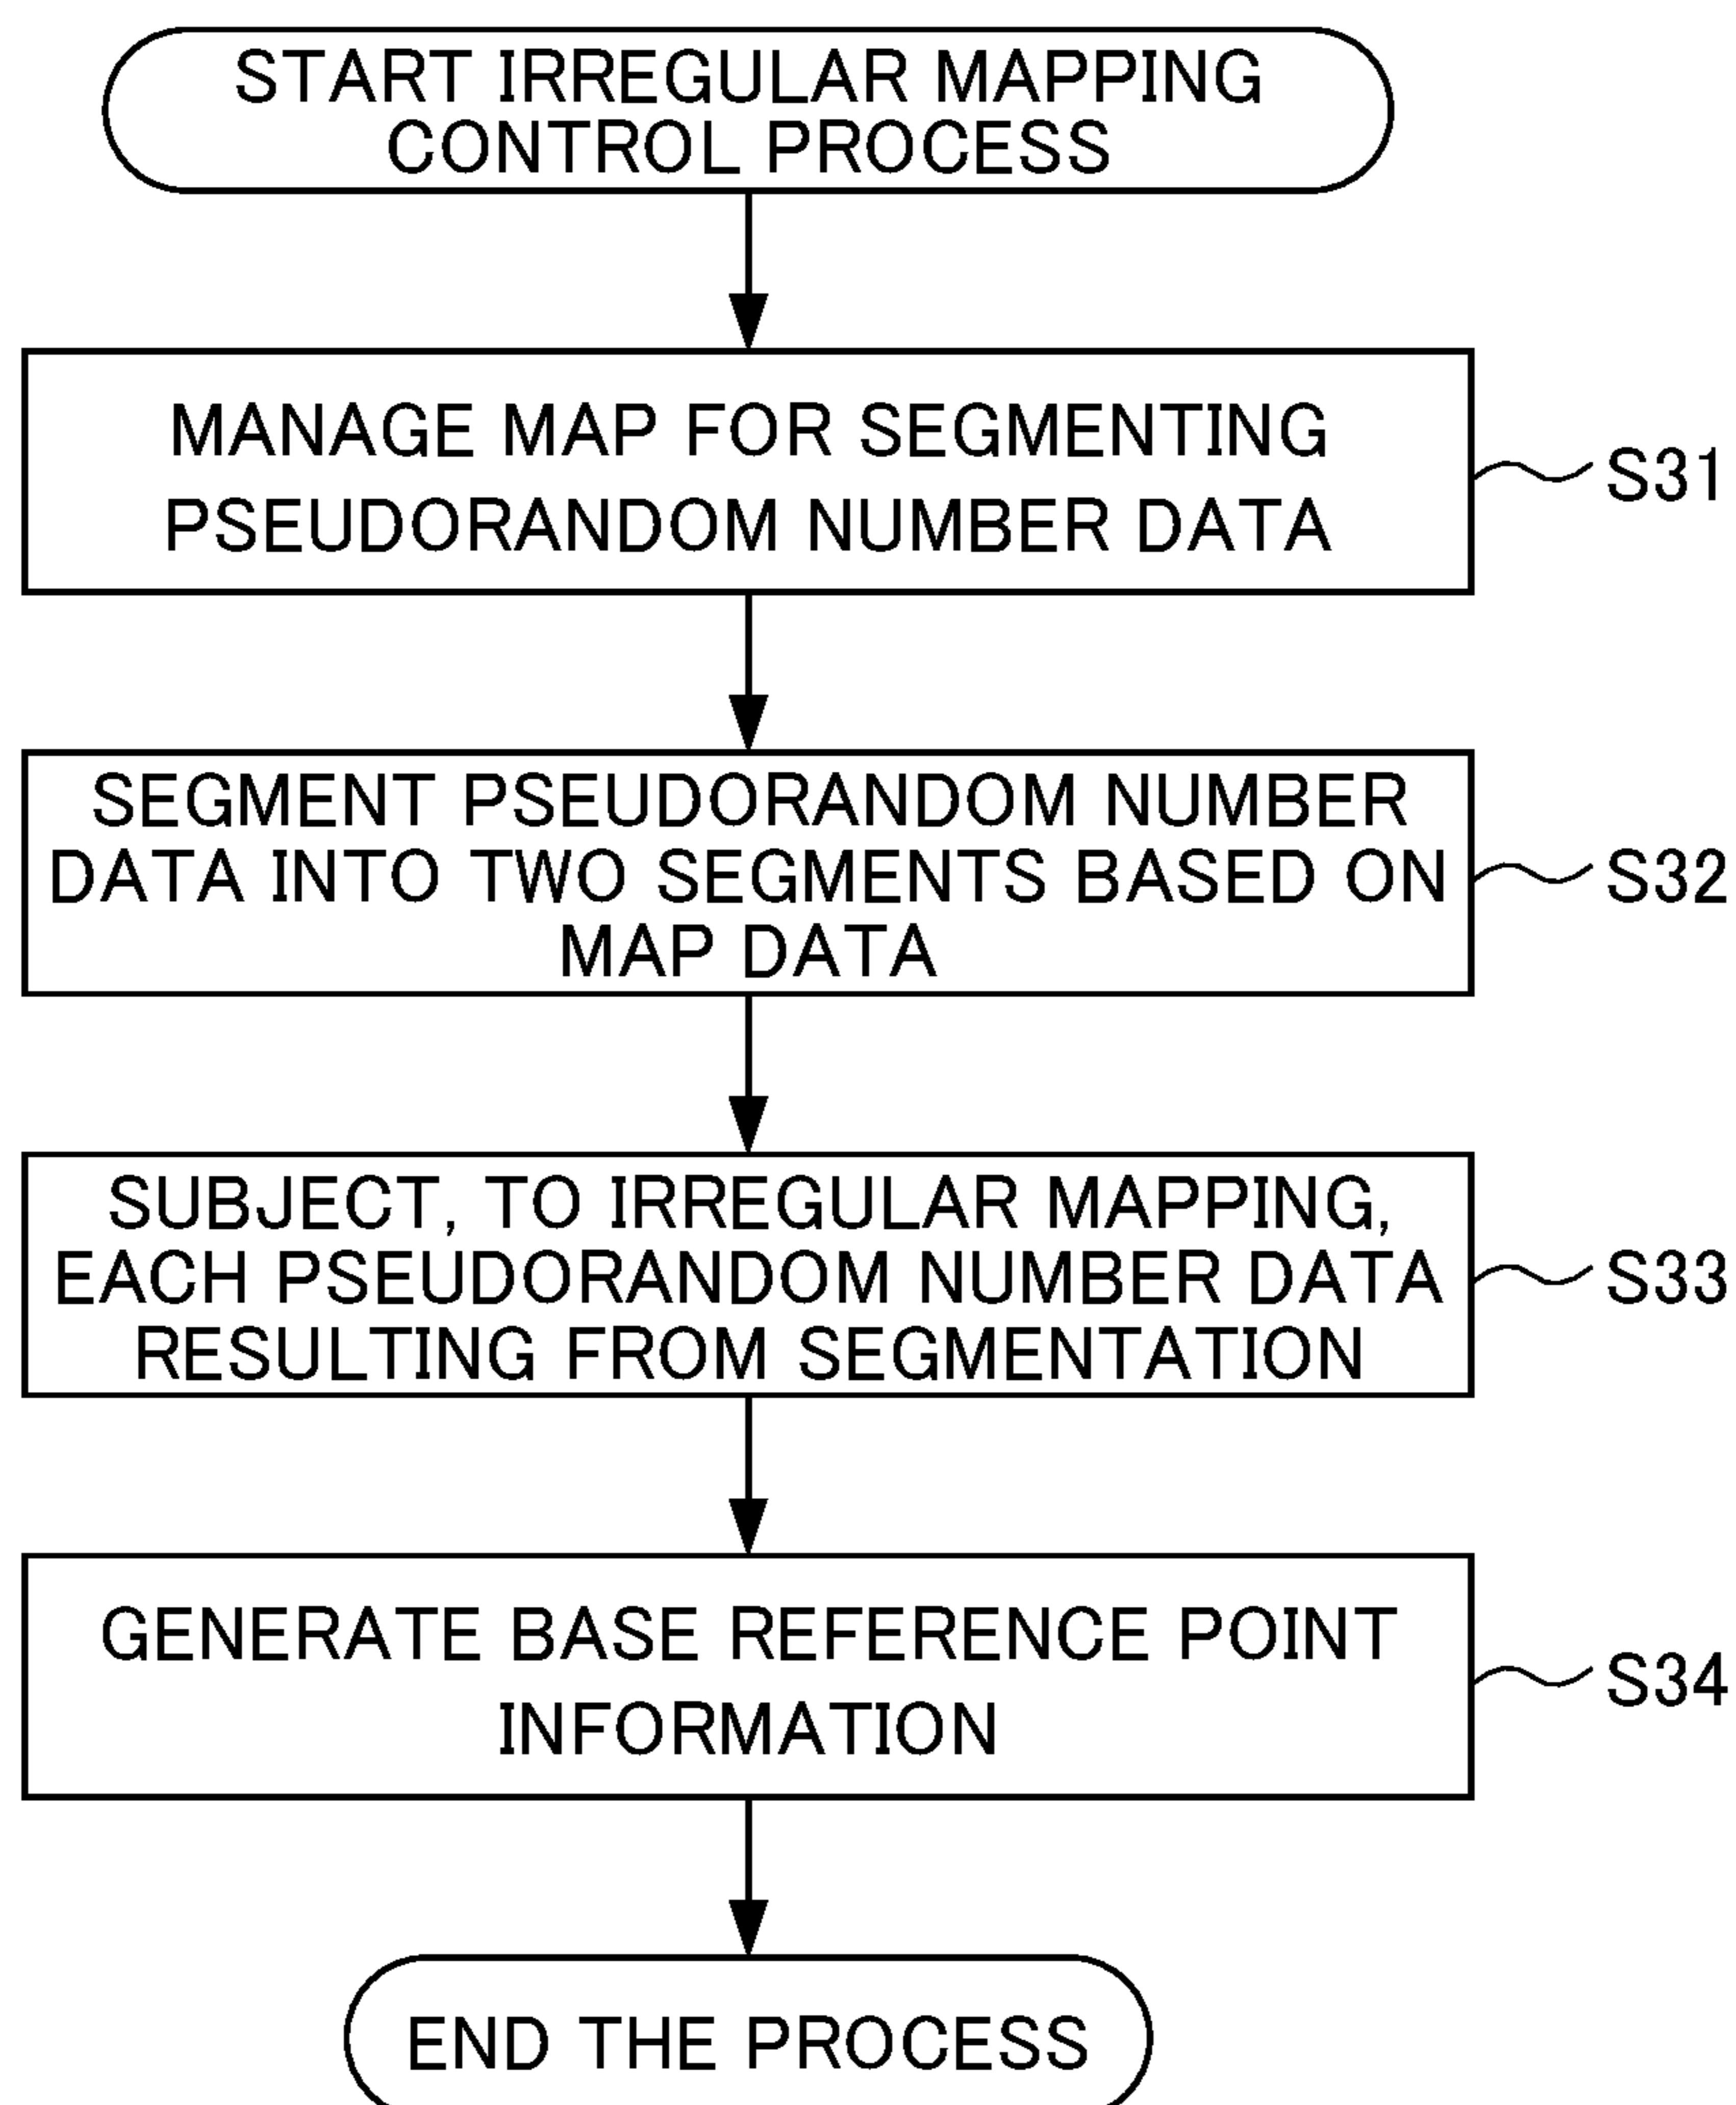 START IRREGULAR MAPPING
CONTROL PROCESS
MANAGE MAP FOR SEGMENTING
PSEUDORANDOM NUMBER DATA
S31
SEGMENT PSEUDORANDOM NUMBER
DATA INTO TWO SEGMENTS BASED ON
MAP DATA
S32
SUBJECT, TO IRREGULAR MAPPING,
EACH PSEUDORANDOM NUMBER DATA
RESULTING FROM SEGMENTATION
S33
GENERATE BASE REFERENCE POINT
INFORMATION
S34
END THE PROCESS